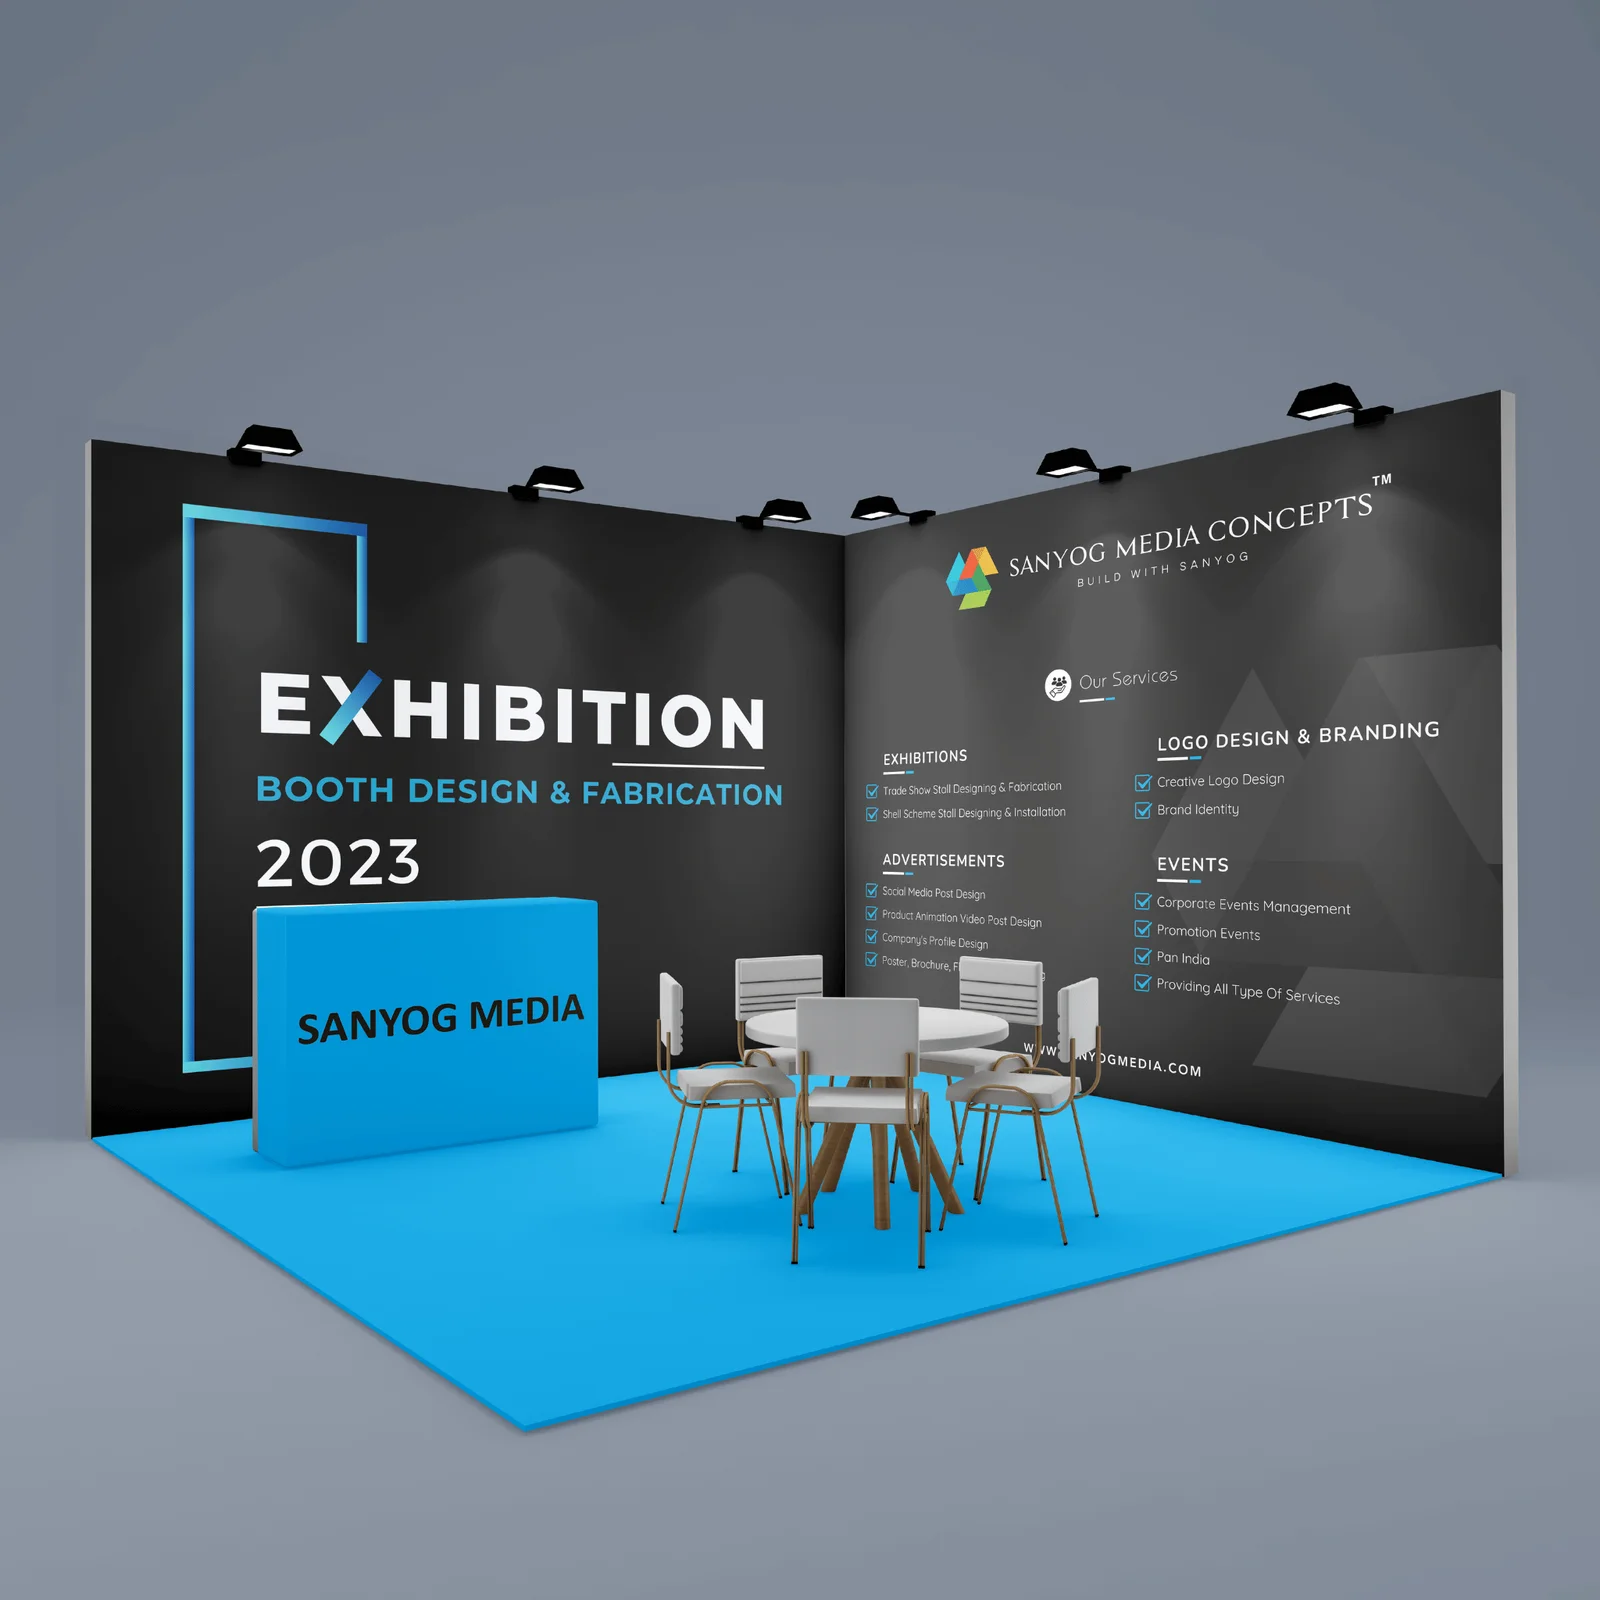 EXHIBITION
BOOTH DESIGN & FABRICATION
2023
SANYOG MEDIA
SANYOG MEDIA CONCEPTS™
BUILD WITH SANYOG
Our Services
EXHIBITIONS
Trade Show Stall Designing & Fabrication
Shell Scheme Stall Designing & Installation
ADVERTISEMENTS
Social Media Post Design
Product Animation Video Post Design
Company's Profile Design
Poster, Brochure,
LOGO DESIGN & BRANDING
Creative Logo Design
Brand Identity
EVENTS
Corporate Events Management
Promotion Events
Pan India
Providing All Type Of Services